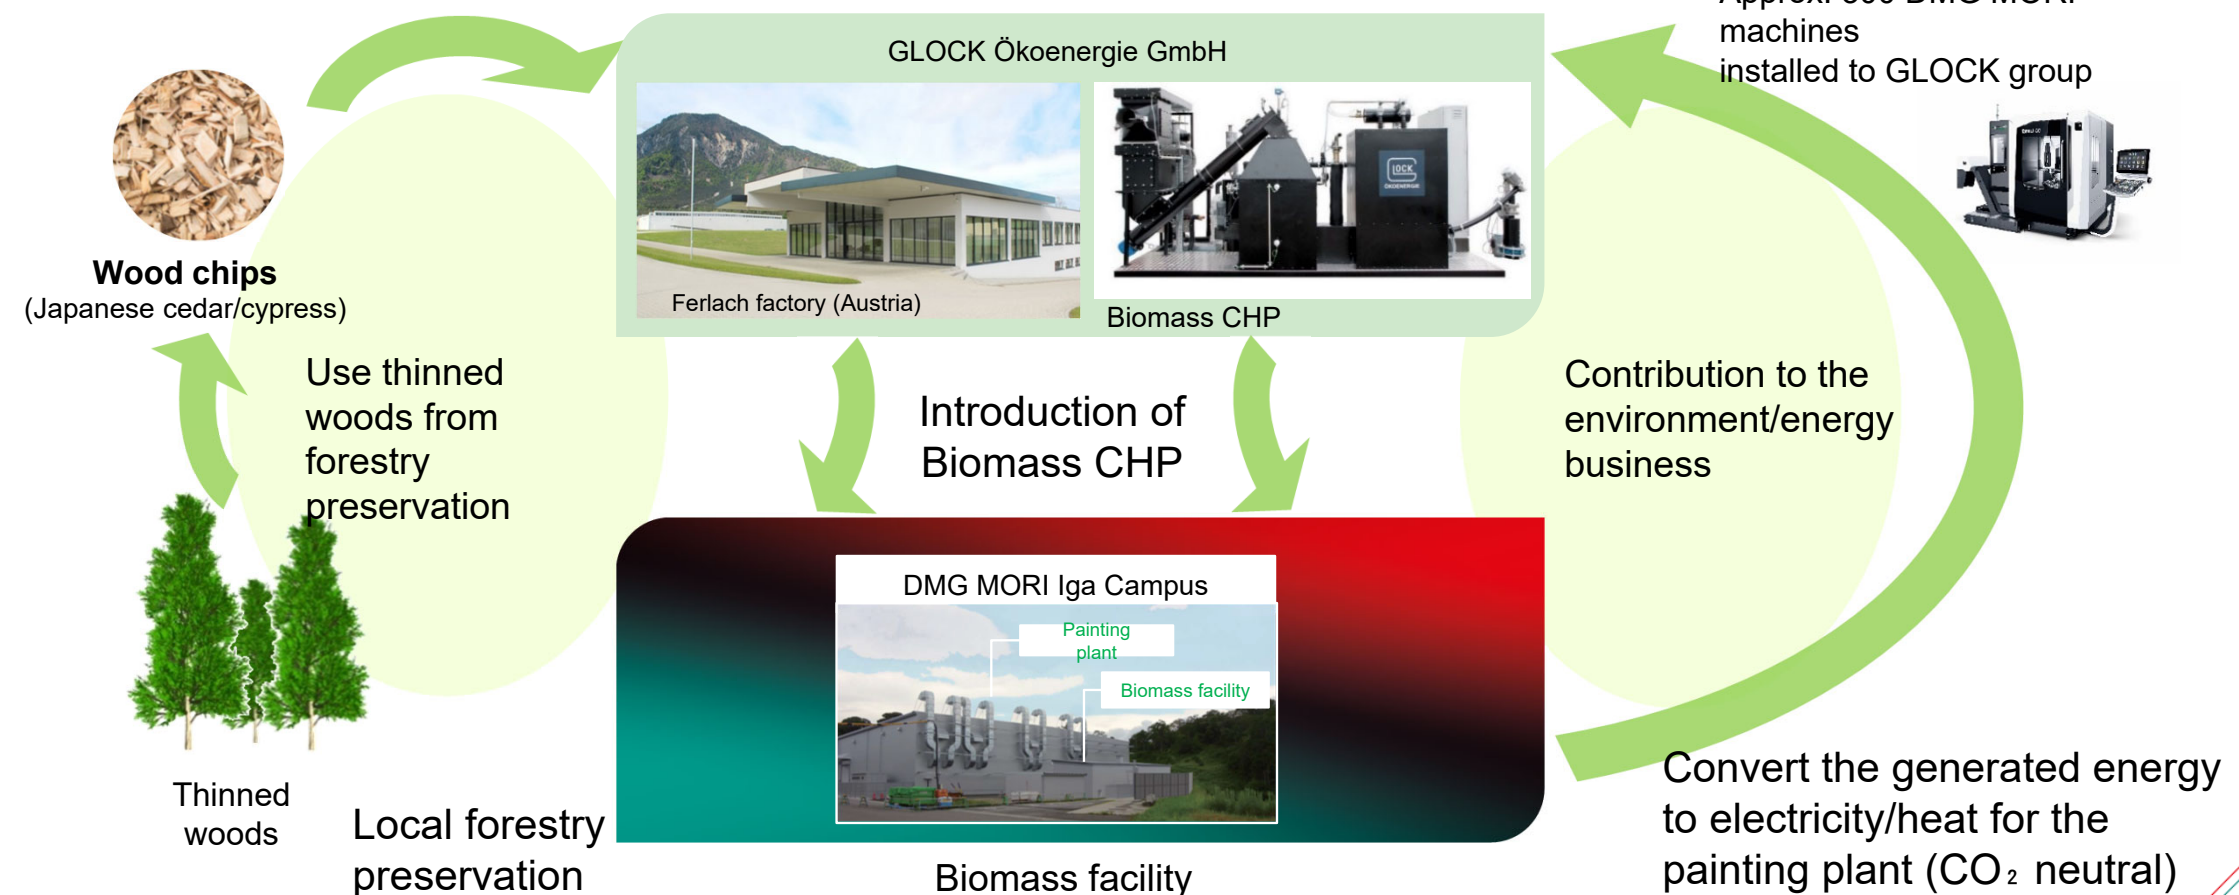 machines
installed to GLOCK group
GLOCK Ökoenergie GmbH
GLOCK
ÖKOENERGIE
Ferlach factory (Austria)
Biomass CHP
Wood chips
(Japanese cedar/cypress)
Use thinned
woods from
forestry
preservation
Introduction of
Biomass CHP
Contribution to the
environment/energy
business
DMG MORI Iga Campus
Painting
plant
Biomass facility
Thinned
woods
Local forestry
preservation
Biomass facility
Convert the generated energy
to electricity/heat for the
painting plant (CO₂ neutral)